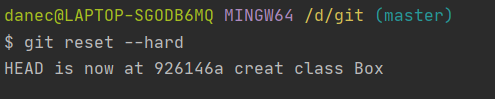 danec@LAPTOP-SGODB6MQ MINGW64 /d/git (master)
$ git reset --hard
HEAD is now at 926146a creat class Box